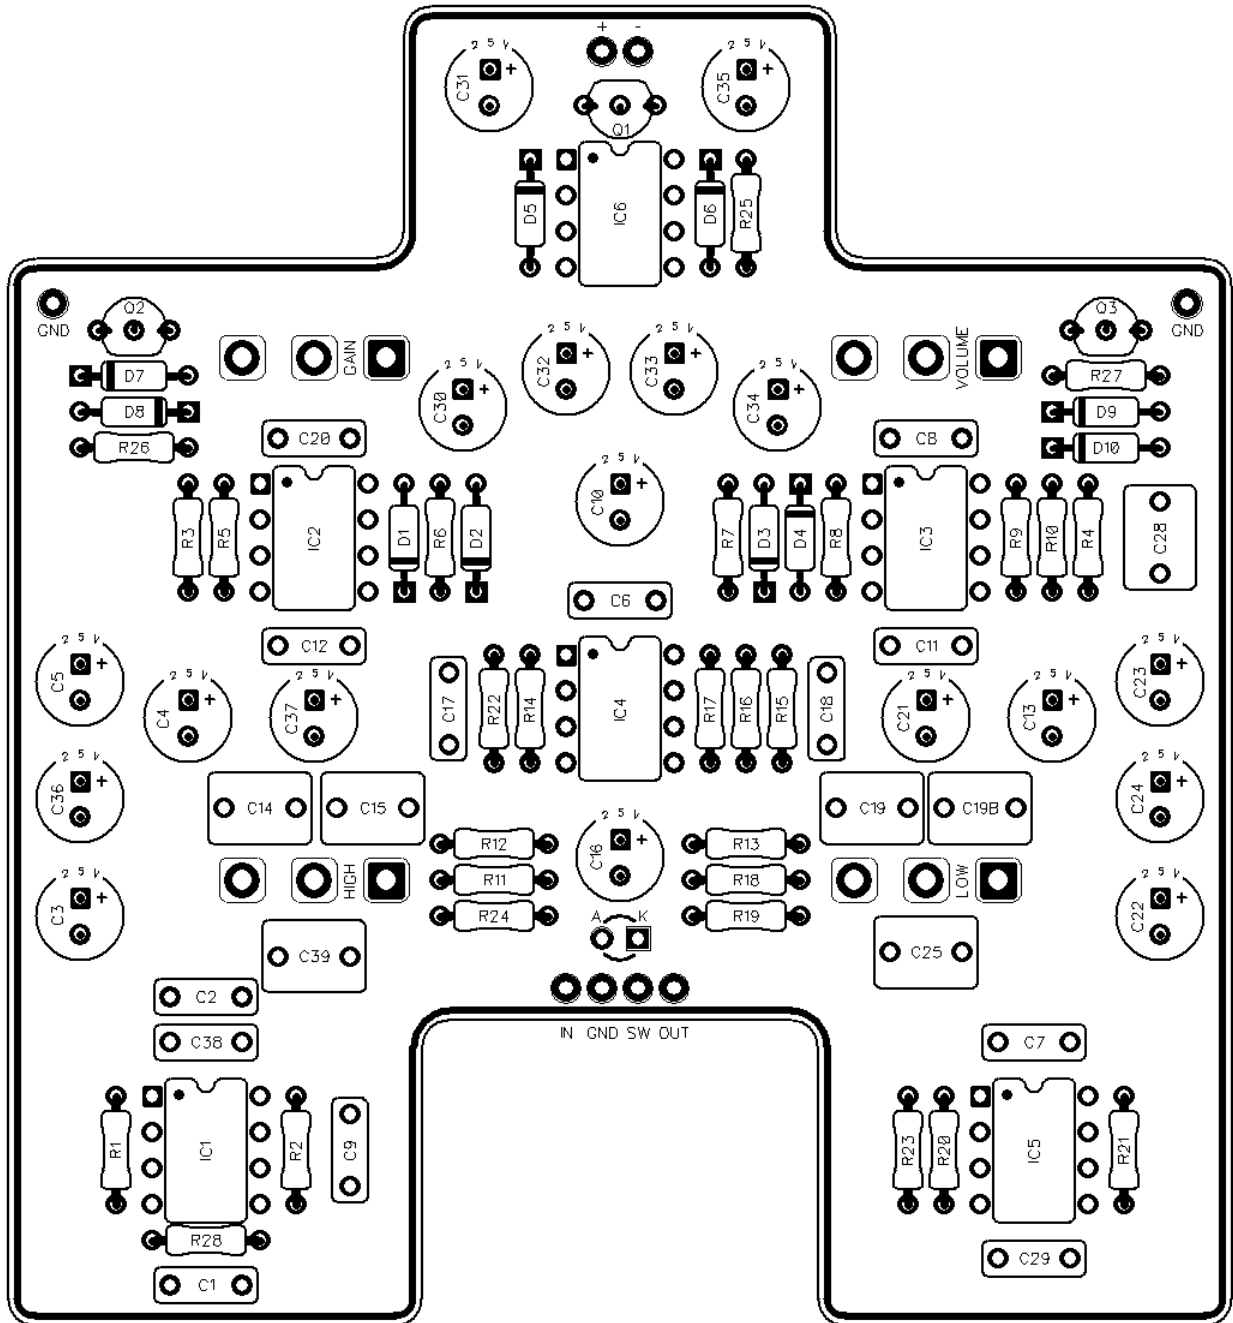 + -
25V
C31
+
25V
C35
+
Q1
D5
IC6
D6
R25
GND
Q2
GAIN
25V
C32
+
25V
C33
+
VOLUME
Q3
GND
D7
D8
R26
25V
C30
+
25V
C34
+
R27
D9
D10
C20
C8
R3
R5
IC2
D1
R6
D2
25V
C10
+
R7
D3
D4
R8
IC3
R9
R10
R4
C28
C6
C12
C11
25V
C5
+
25V
C4
+
25V
C37
+
C17
R22
R14
IC4
R17
R16
R15
C18
25V
C21
+
25V
C13
+
25V
C23
+
25V
C36
+
C14
C15
C19
C19B
25V
C24
+
R12
R11
R24
25V
C16
+
R13
R18
R19
HIGH
LOW
25V
C3
+
25V
C22
+
A K
C39
C25
C2
C38
IN GND SW OUT
C7
R1
IC1
R2
C9
R23
R20
IC5
R21
R28
C1
C29